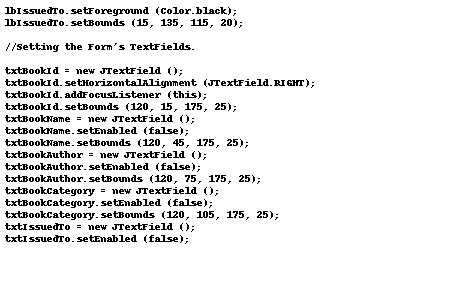 lbIssuedTo.setForeground (Color.black);
lbIssuedTo.setBounds (15, 135, 115, 20);
//Setting the Form's TextFields.
txtBookId = new JTextField ();
txtBookId.setHorizontalAlignment (JTextField.RIGHT);
txtBookId.addFocusListener (this);
txtBookId.setBounds (120, 15, 175, 25);
txtBookName = new JTextField ();
txtBookName.setEnabled (false);
txtBookName.setBounds (120, 45, 175, 25);
txtBookAuthor = new JTextField ();
txtBookAuthor.setEnabled (false);
txtBookAuthor.setBounds (120, 75, 175, 25);
txtBookCategory = new JTextField ();
txtBookCategory.setEnabled (false);
txtBookCategory.setBounds (120, 105, 175, 25);
txtIssuedTo = new JTextField ();
txtIssuedTo.setEnabled (false);